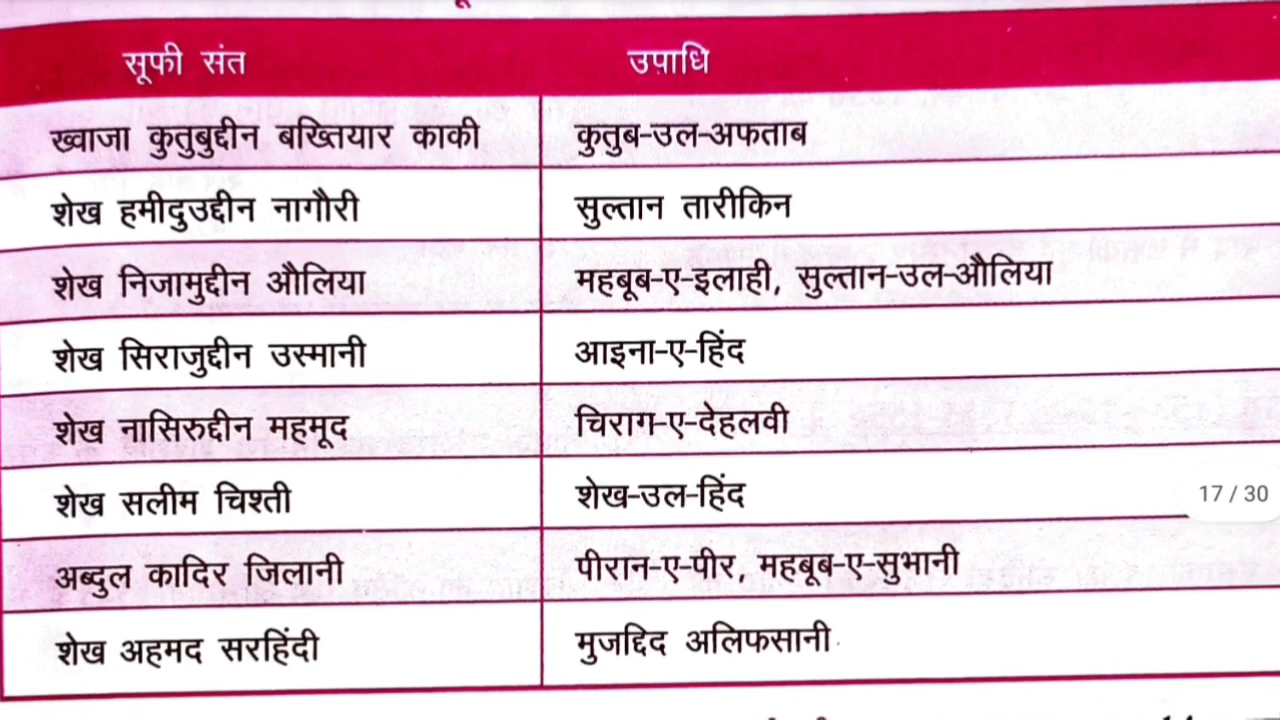 सूफी संत उपाधि
ख्वाजा कुतुबुद्दीन बख्तियार काकी कुतुब-उल-अफताब
शेख हमीदुउद्दीन नागौरी सुल्तान तारीकिन
शेख निजामुद्दीन औलिया महबूब-ए-इलाही, सुल्तान-उल-औलिया
शेख सिराजुद्दीन उस्मानी आइना-ए-हिंद
शेख नासिरुद्दीन महमूद चिराग-ए-देहलवी
शेख सलीम चिश्ती शेख-उल-हिंद
17 / 30
अब्दुल कादिर जिलानी पीरान-ए-पीर, महबूब-ए-सुभानी
शेख अहमद सरहिंदी मुजद्दिद अलिफसानी